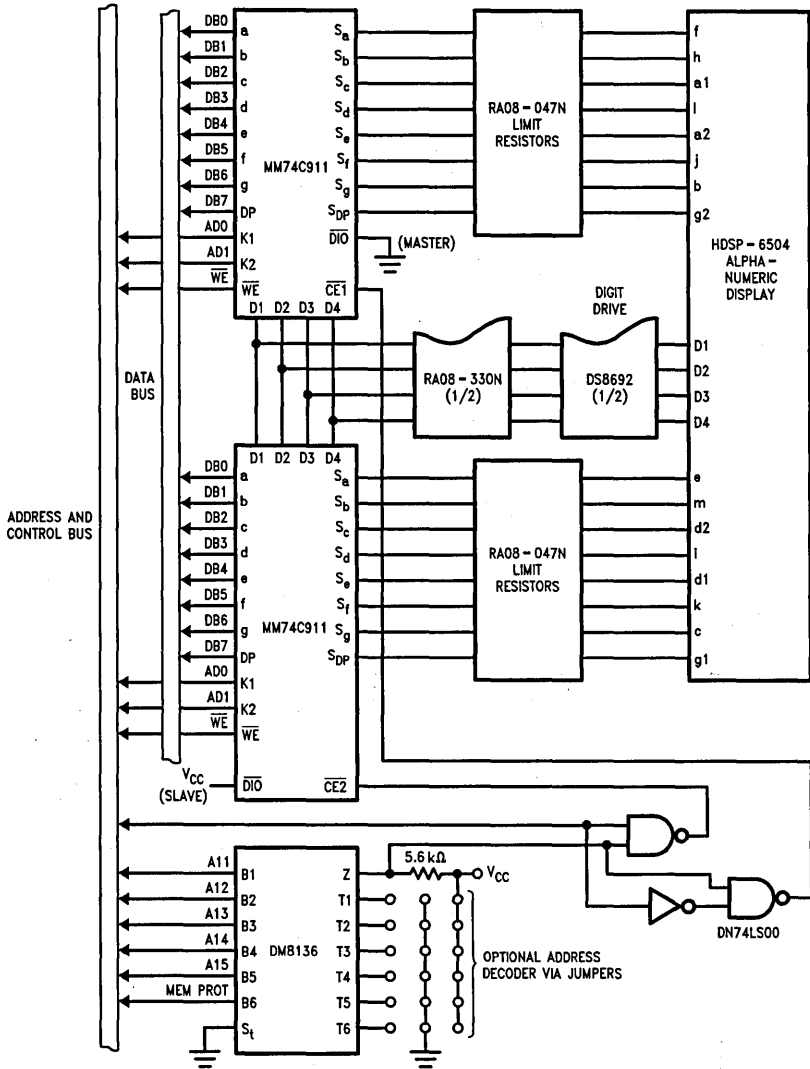 DB0
a
Sa
f
DB1
b
Sb
h
DB2
c
Sc
a1
DB3
d
Sd
l
DB4
e
Se
a2
DB5
f
Sf
j
DB6
g
Sg
b
DB7
DP
SDP
g2
MM74C911
RA08-047N
LIMIT
RESISTORS
HDSP-6504
ALPHA-
NUMERIC
DISPLAY
AD0
K1
DIO
(MASTER)
AD1
K2
WE
WE
CE1
D1 D2 D3 D4
DIGIT
DRIVE
DATA
BUS
RA08-330N
(1/2)
DS8692
(1/2)
D1
D2
D3
D4
D1 D2 D3 D4
ADDRESS AND
CONTROL BUS
DB0
a
Sa
e
DB1
b
Sb
m
DB2
c
Sc
d2
DB3
d
Sd
i
DB4
e
Se
d1
DB5
f
Sf
k
DB6
g
Sg
c
DB7
DP
SDP
g1
MM74C911
RA08-047N
LIMIT
RESISTORS
AD0
K1
AD1
K2
WE
WE
VCC
(SLAVE)
DIO
CE2
A11
B1
Z
5.6 kΩ
VCC
A12
B2
T1
A13
B3
T2
A14
B4
DM8136
T3
A15
B5
T4
MEM PROT
B6
T5
St
T6
OPTIONAL ADDRESS
DECODER VIA JUMPERS
DN74LS00